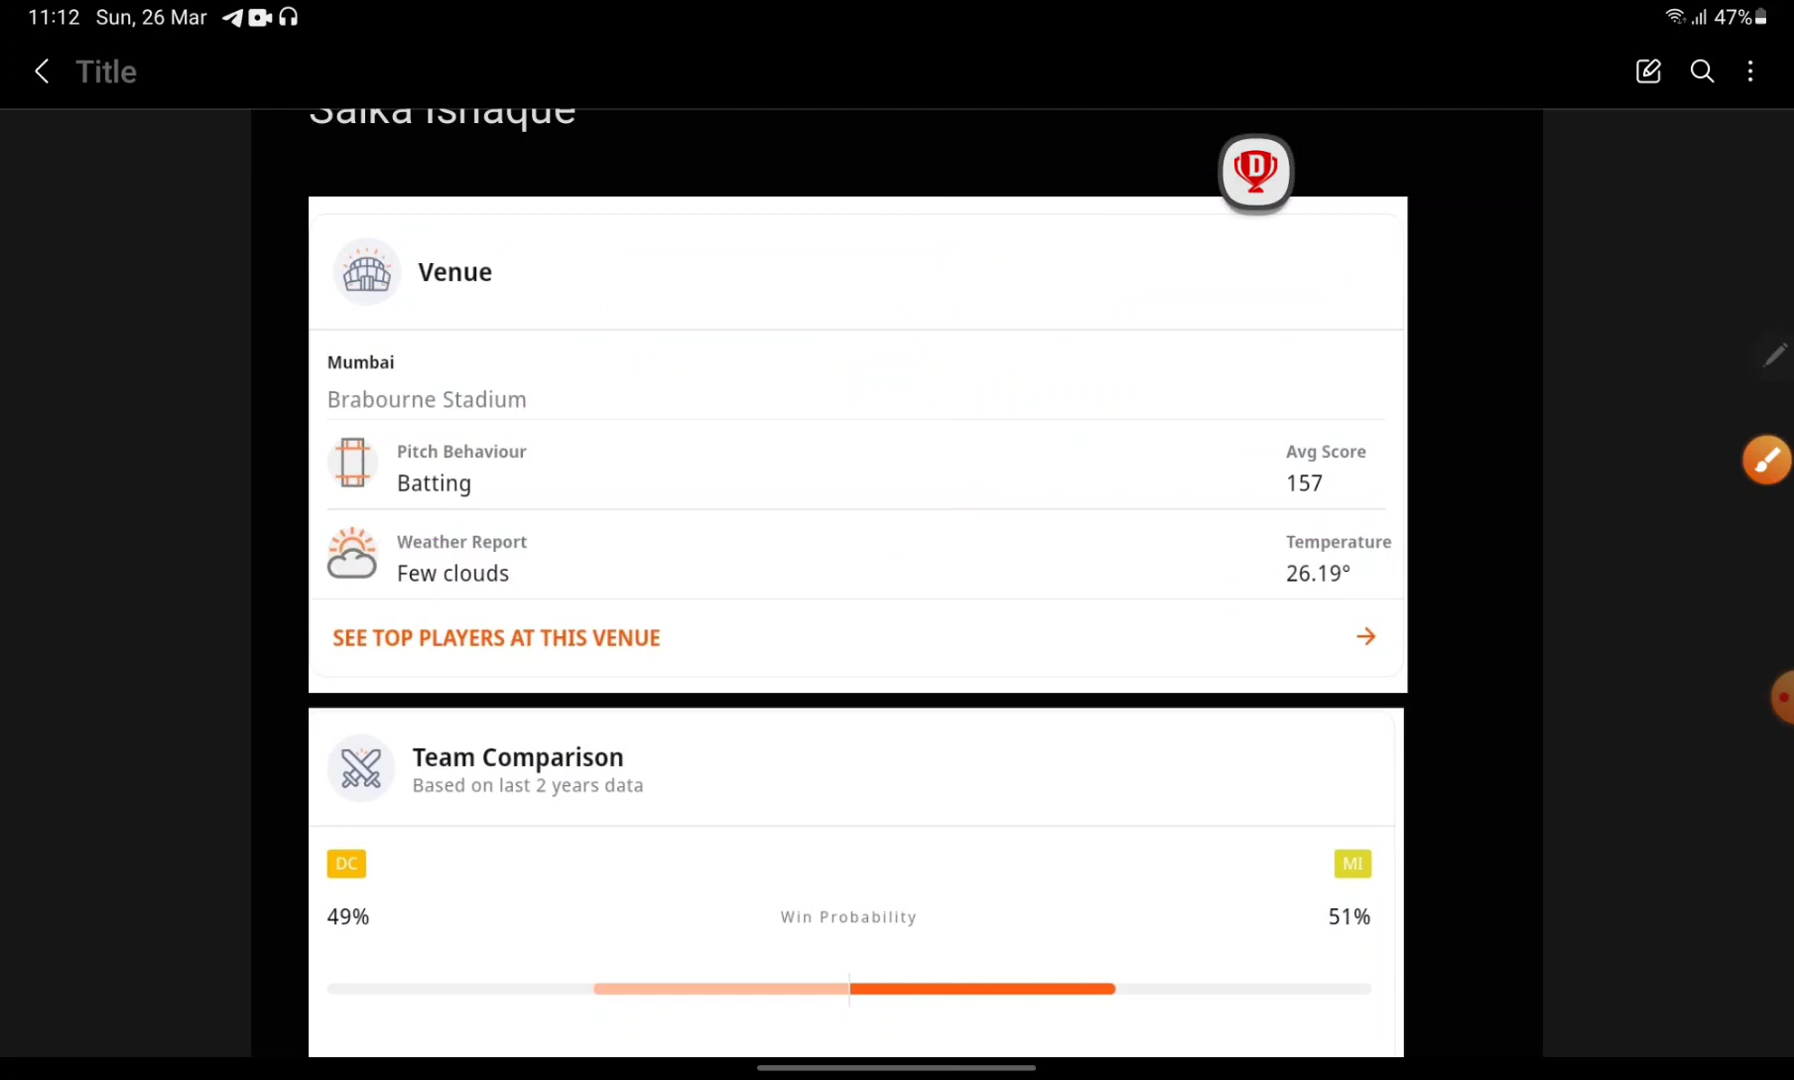 11:12 Sun, 26 Mar
47%
Title
Saika Ishaque
D
Venue
Mumbai
Brabourne Stadium
Pitch Behaviour
Avg Score
Batting
157
Weather Report
Temperature
Few clouds
26.19°
SEE TOP PLAYERS AT THIS VENUE
Team Comparison
Based on last 2 years data
DC
MI
49%
Win Probability
51%